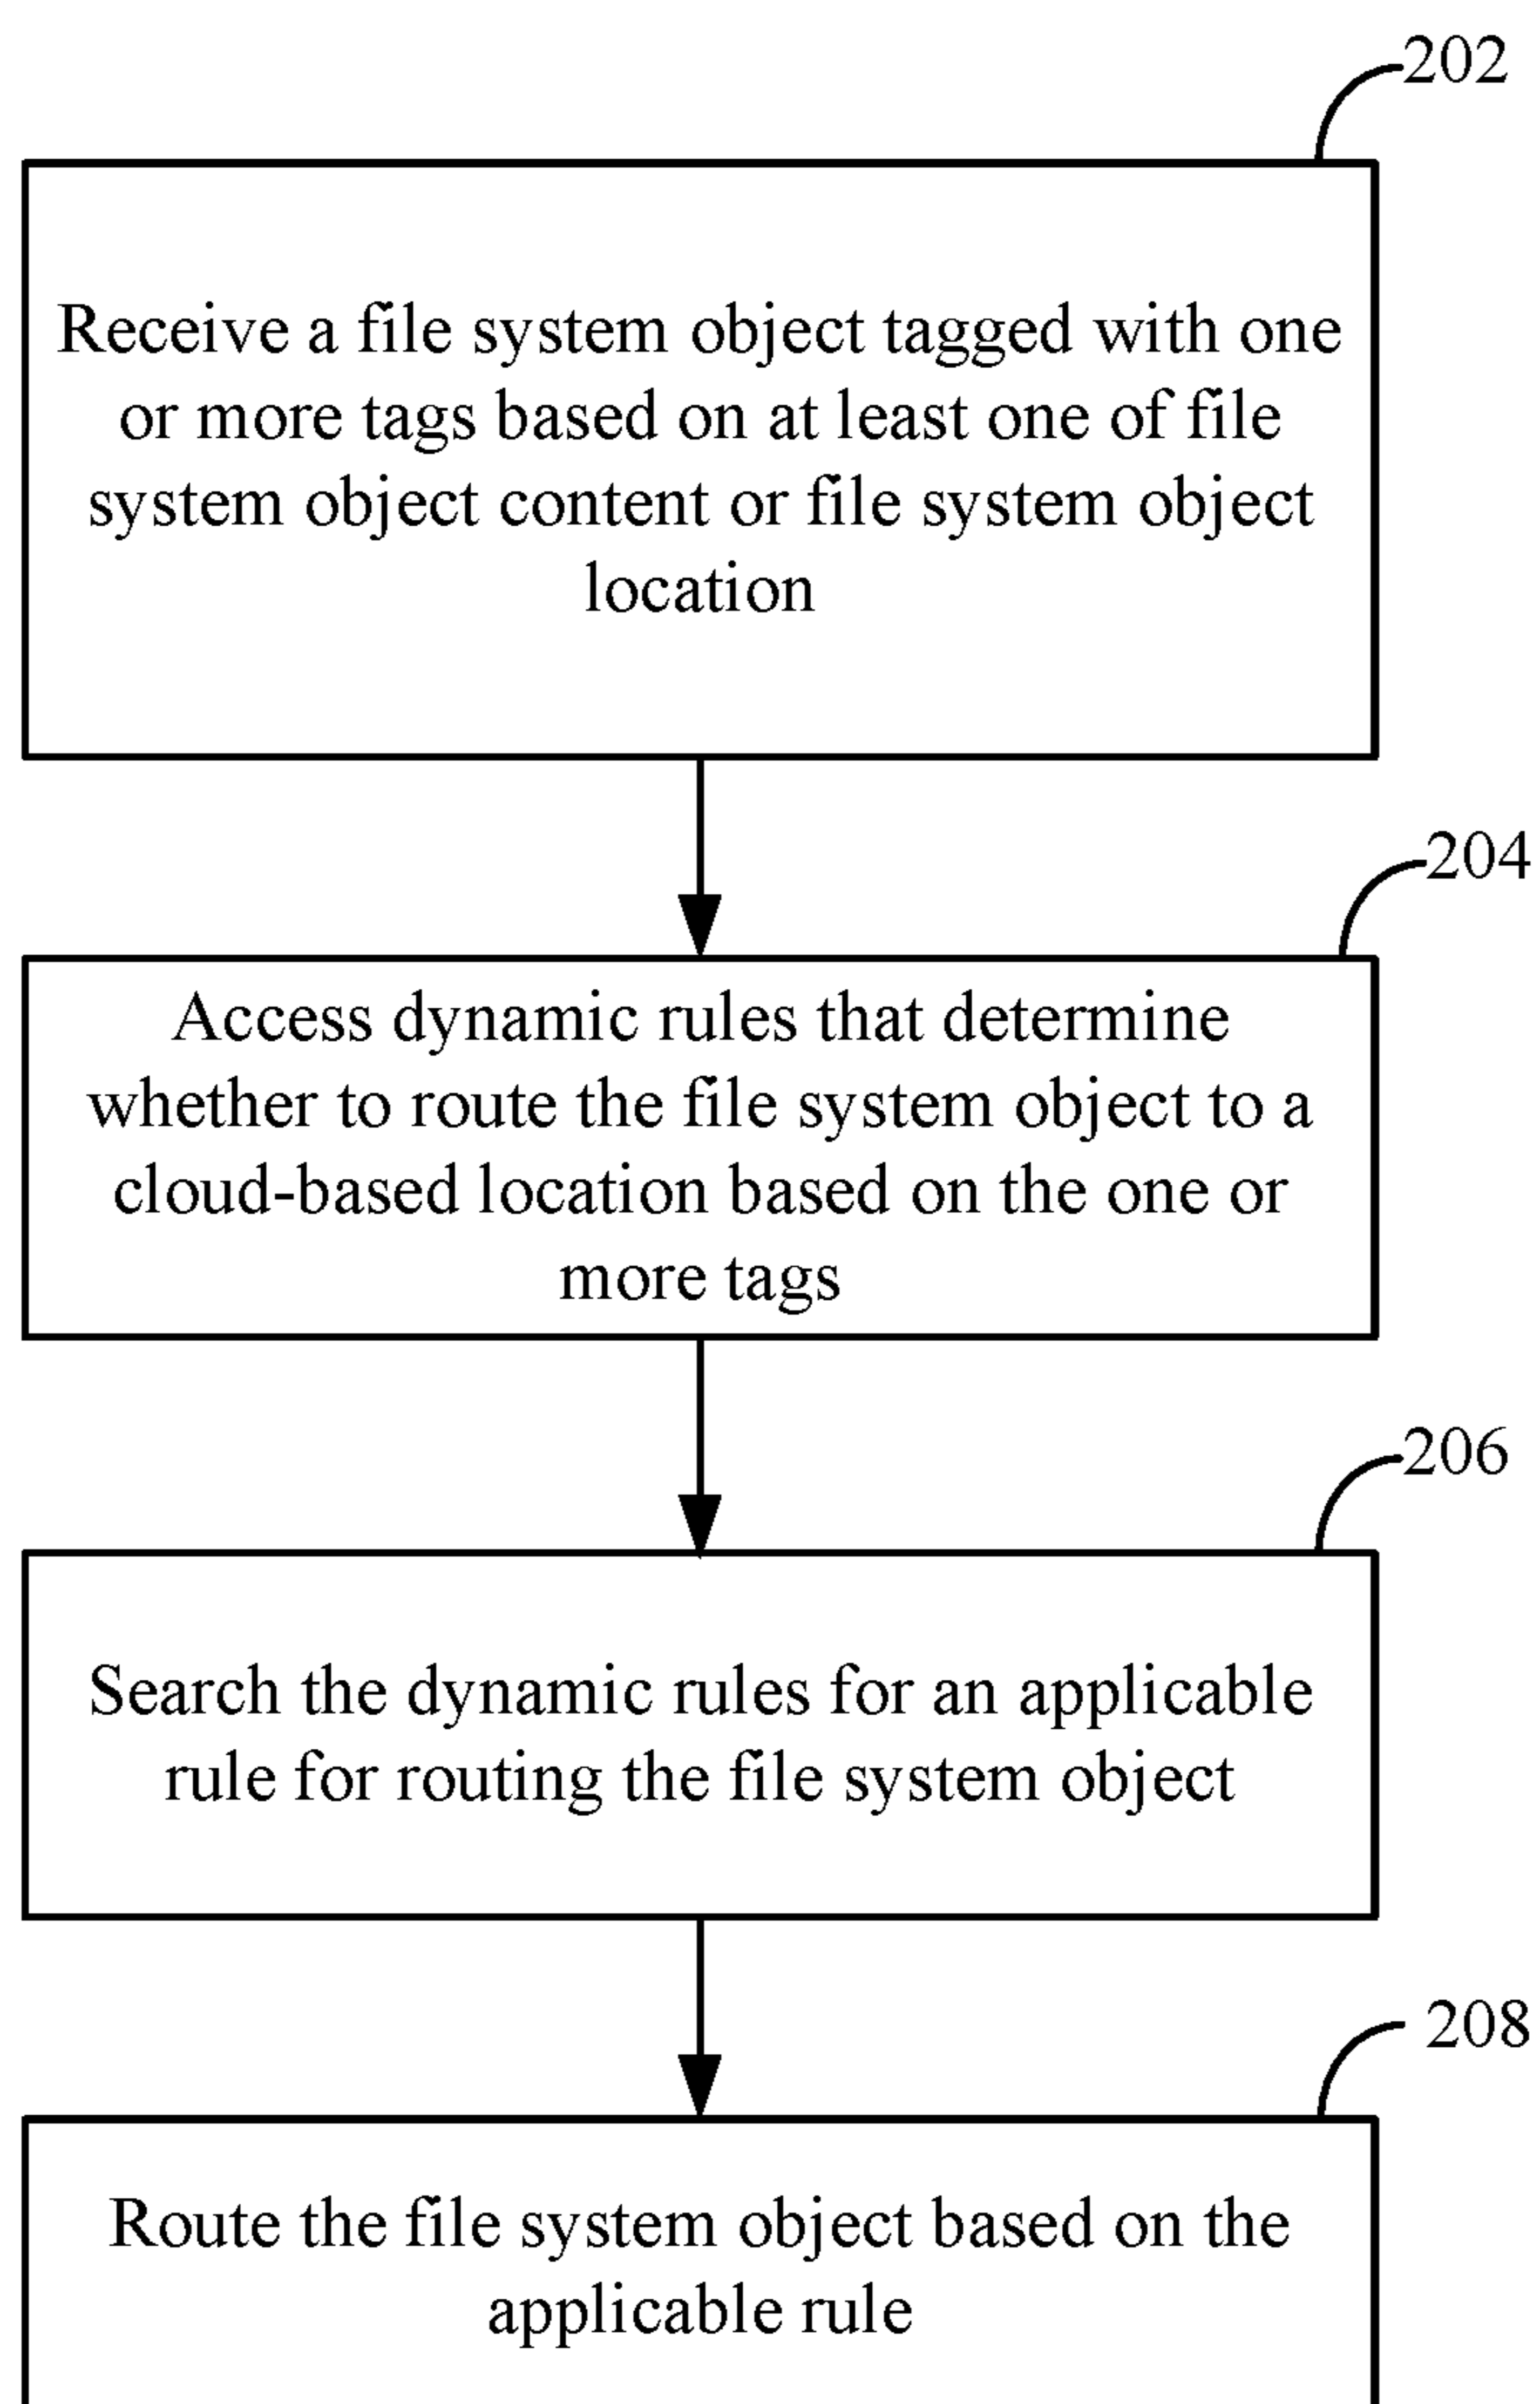 202
Receive a file system object tagged with one
or more tags based on at least one of file
system object content or file system object
location
204
Access dynamic rules that determine
whether to route the file system object to a
cloud-based location based on the one or
more tags
206
Search the dynamic rules for an applicable
rule for routing the file system object
208
Route the file system object based on the
applicable rule